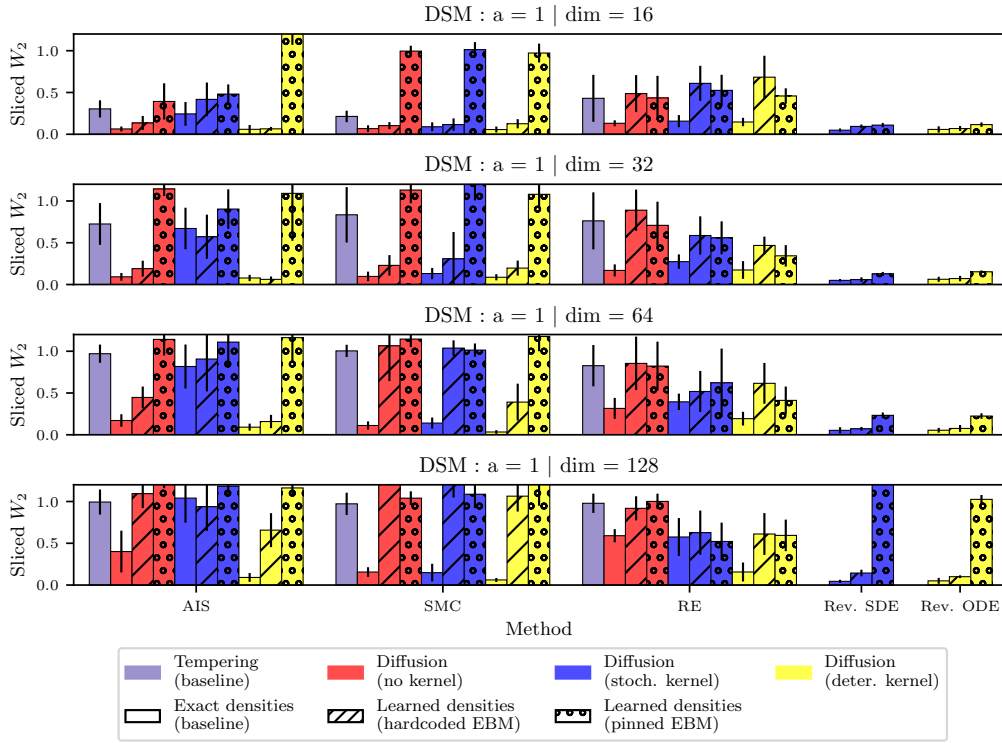 DSM : a = 1 | dim = 16
Sliced W₂
1.0
0.5
0.0
DSM : a = 1 | dim = 32
Sliced W₂
1.0
0.5
0.0
DSM : a = 1 | dim = 64
Sliced W₂
1.0
0.5
0.0
DSM : a = 1 | dim = 128
Sliced W₂
1.0
0.5
0.0
AIS SMC RE Rev. SDE Rev. ODE
Method
Tempering (baseline)
Diffusion (no kernel)
Diffusion (stoch. kernel)
Diffusion (deter. kernel)
Exact densities (baseline)
Learned densities (hardcoded EBM)
Learned densities (pinned EBM)